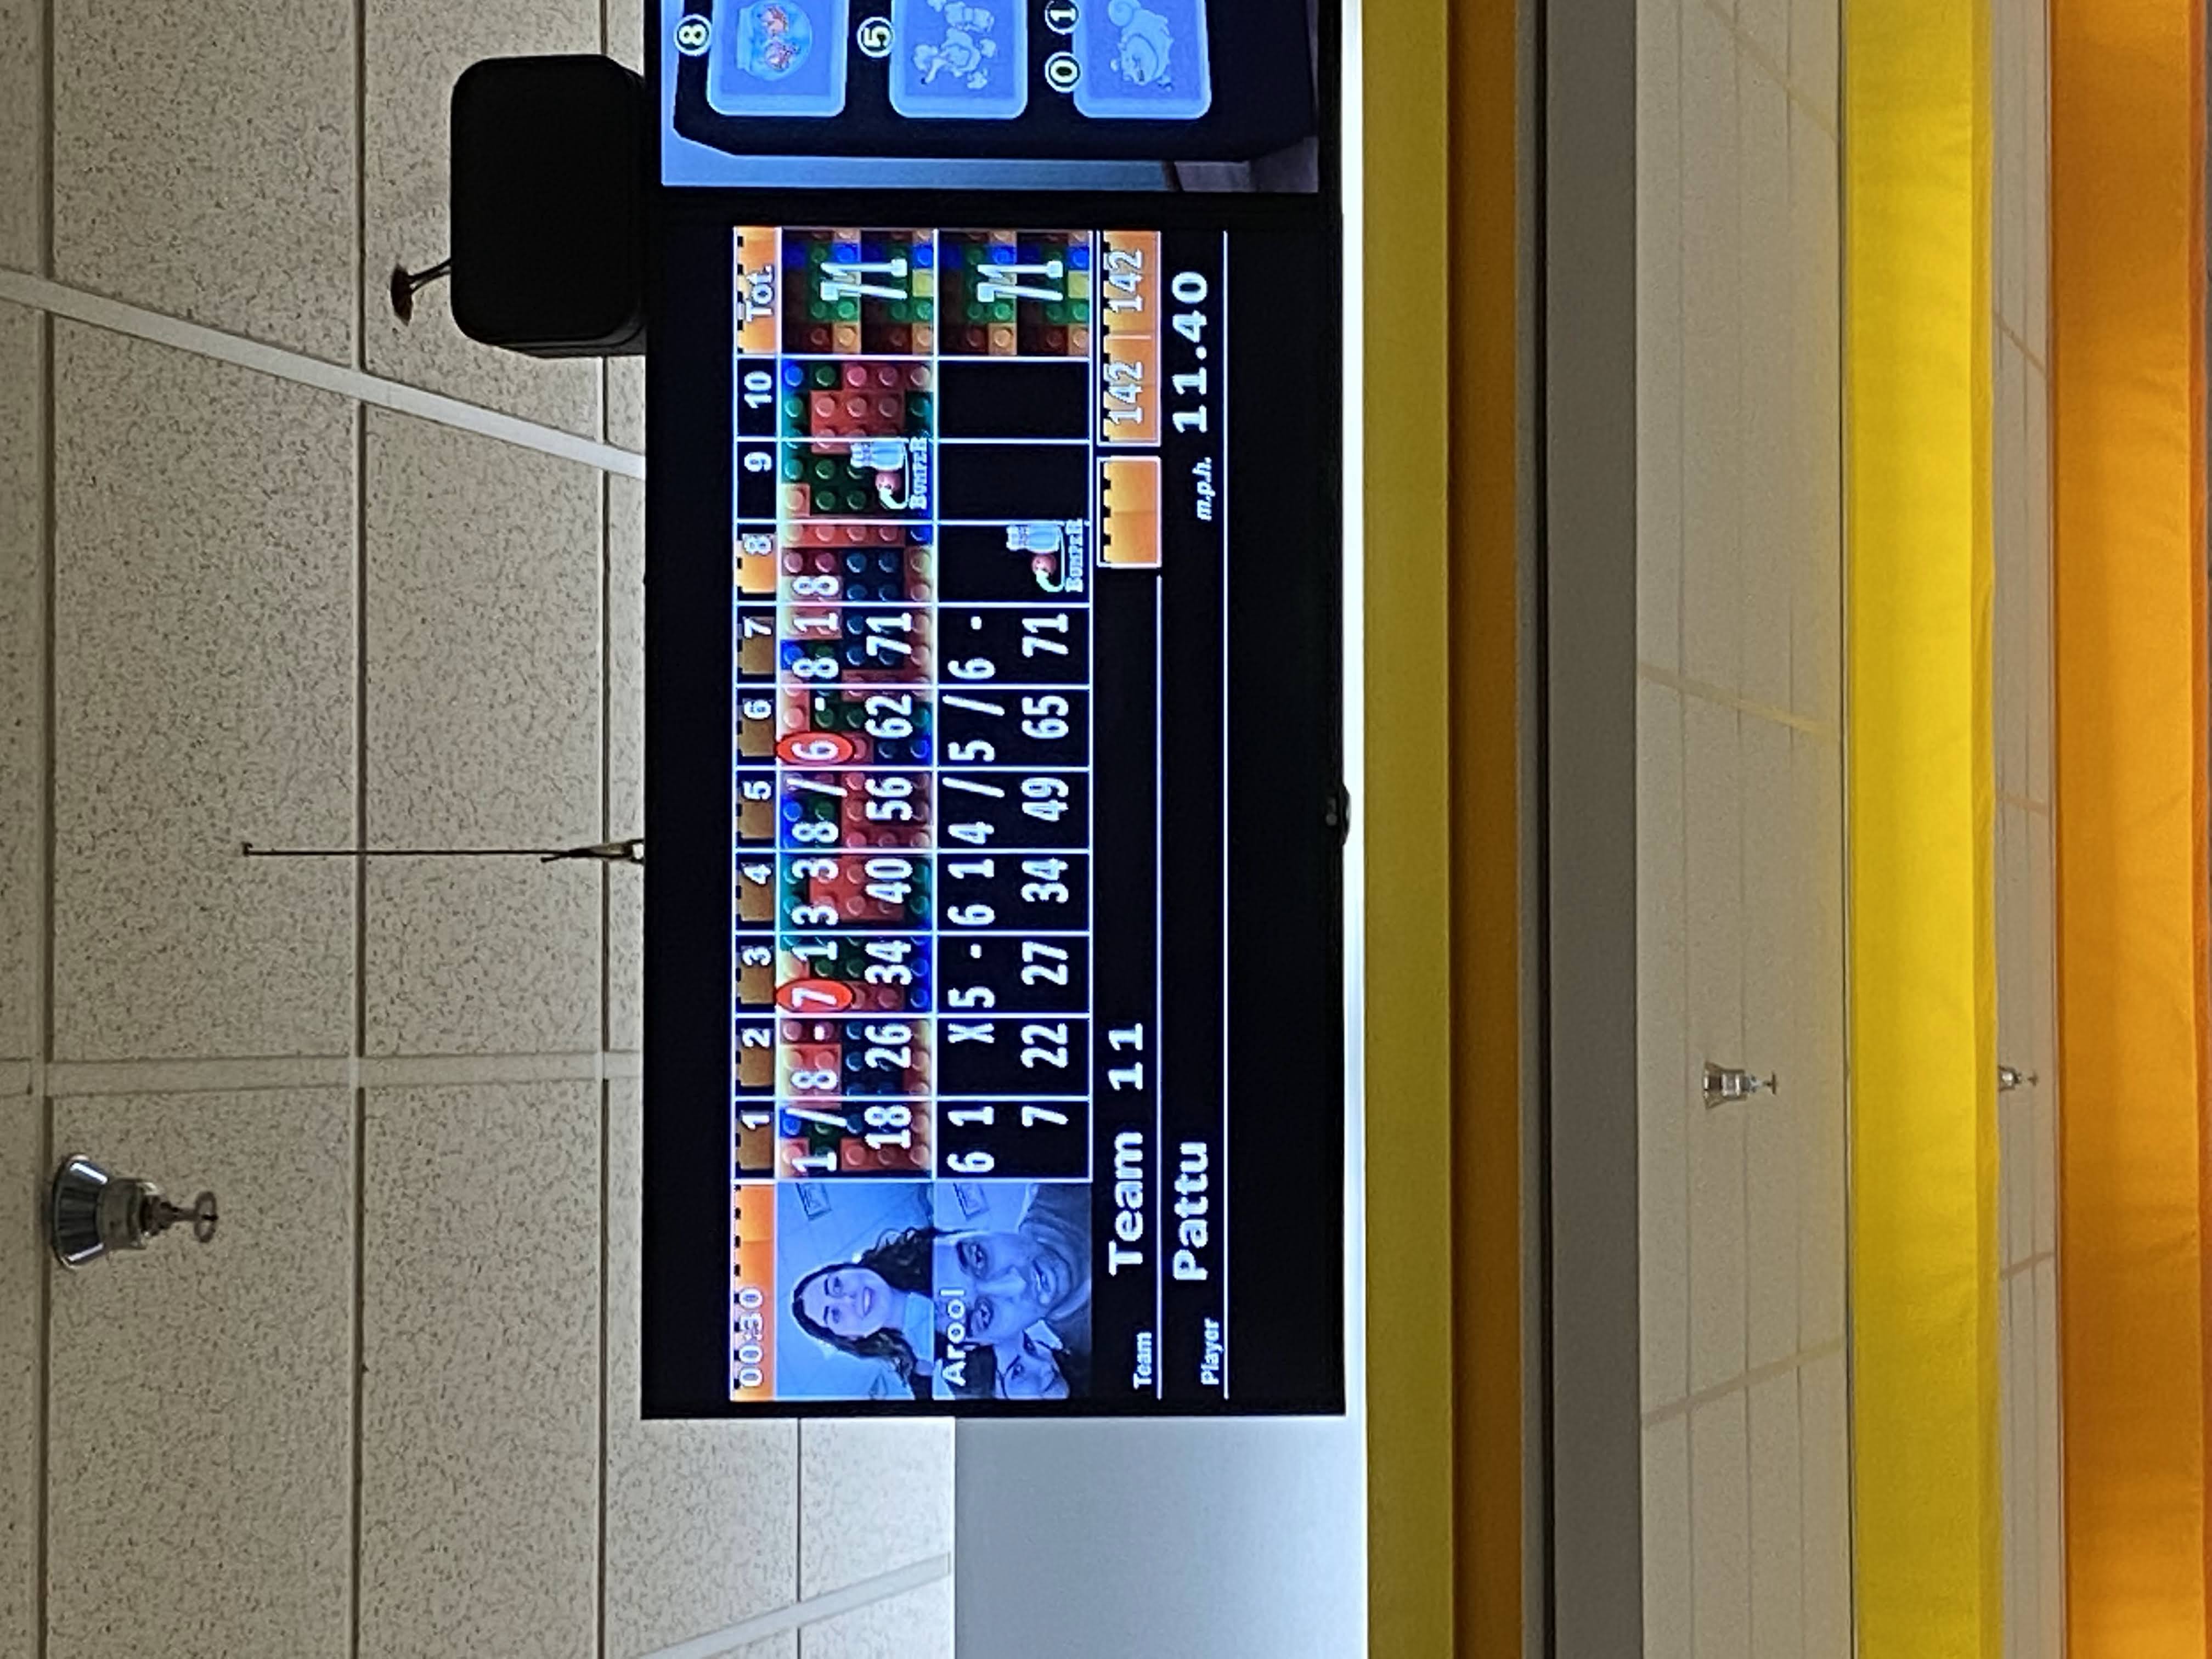 00:30 1 2 3 4 5 6 7 8 9 10 Tot.
1 / 8 - 7 1 3 3 8 / 6 - 8 1 8
18 26 34 40 56 62 71 71
BUMPER
Arool
6 1 X 5 - 6 1 4 / 5 / 6 -
7 22 27 34 49 65 71 71
BUMPER
Team Team 11 142 142
Player Pattu m.p.h. 11.40
8
5
0 1